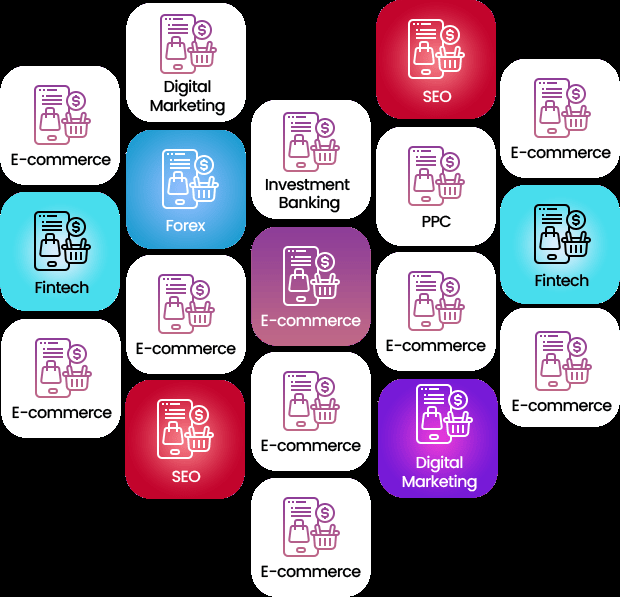 E-commerce
Fintech
E-commerce
Digital
Marketing
Forex
E-commerce
SEO
Investment
Banking
E-commerce
E-commerce
E-commerce
SEO
PPC
E-commerce
Digital
Marketing
E-commerce
Fintech
E-commerce